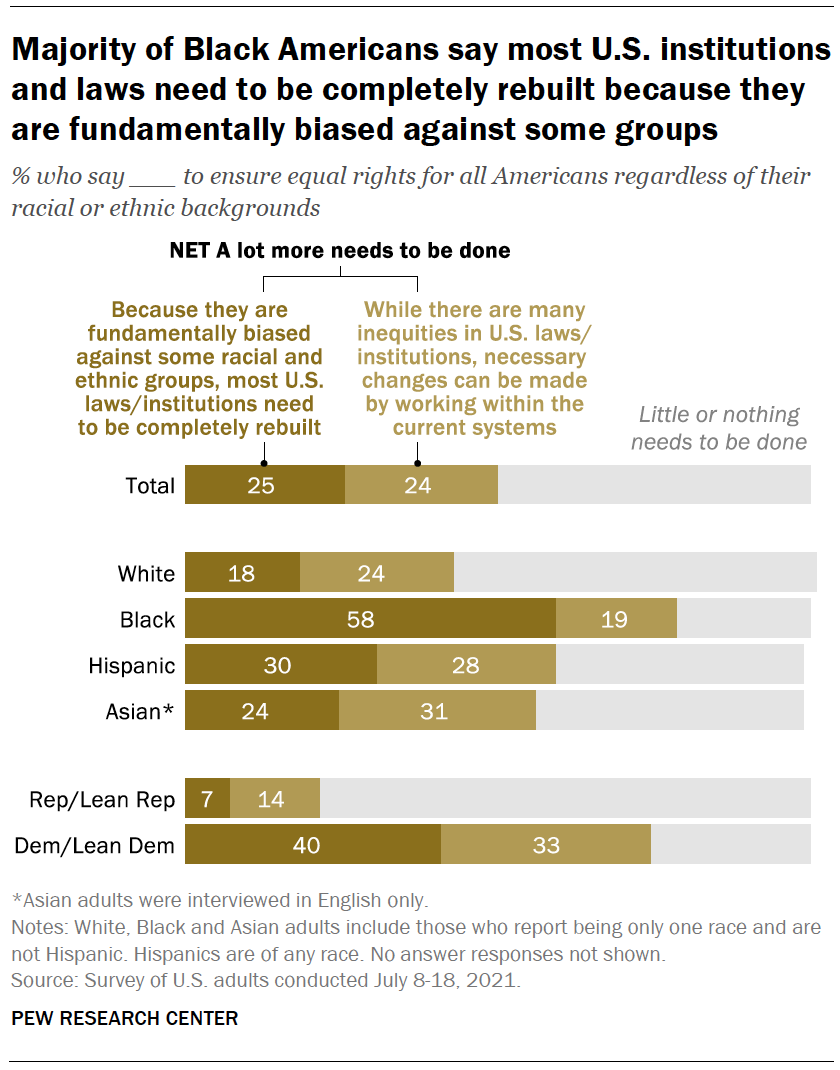 Majority of Black Americans say most U.S. institutions
and laws need to be completely rebuilt because they
are fundamentally biased against some groups
% who say ____ to ensure equal rights for all Americans regardless of their
racial or ethnic backgrounds
NET A lot more needs to be done
Because they are
fundamentally biased
against some racial and
ethnic groups, most U.S.
laws/institutions need
to be completely rebuilt
While there are many
inequities in U.S. laws/
institutions, necessary
changes can be made
by working within the
current systems
Little or nothing
needs to be done
Total 25 24
White 18 24
Black 58 19
Hispanic 30 28
Asian* 24 31
Rep/Lean Rep 7 14
Dem/Lean Dem 40 33
*Asian adults were interviewed in English only.
Notes: White, Black and Asian adults include those who report being only one race and are
not Hispanic. Hispanics are of any race. No answer responses not shown.
Source: Survey of U.S. adults conducted July 8-18, 2021.
PEW RESEARCH CENTER